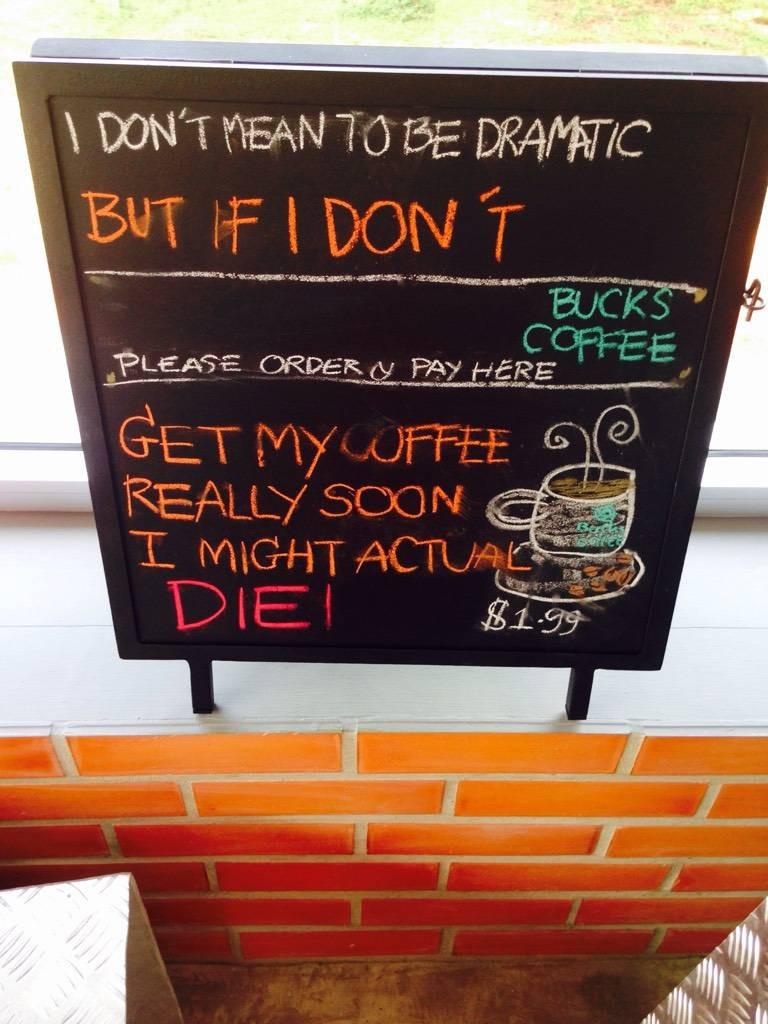 I DON'T MEAN TO BE DRAMATIC
BUT IF I DON'T
BUCKS
COFFEE
PLEASE ORDER & PAY HERE
GET MY COFFEE
REALLY SOON
I MIGHT ACTUAL
DIE!
$1.99